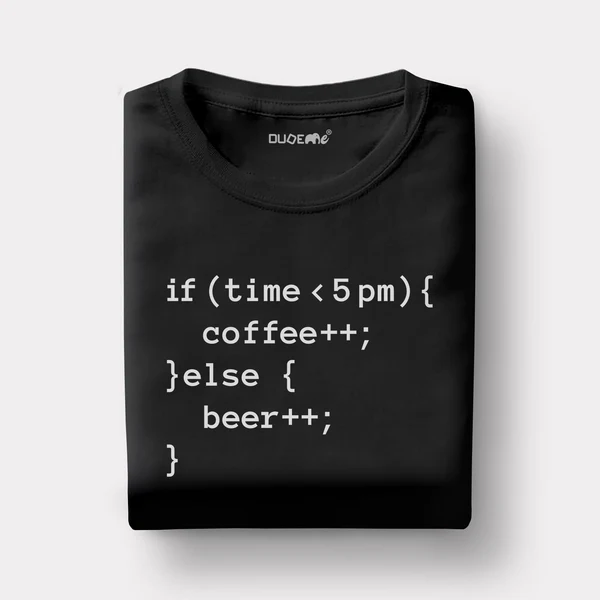 DUDEME®
if (time < 5 pm) {
coffee++;
}else {
beer++;
}